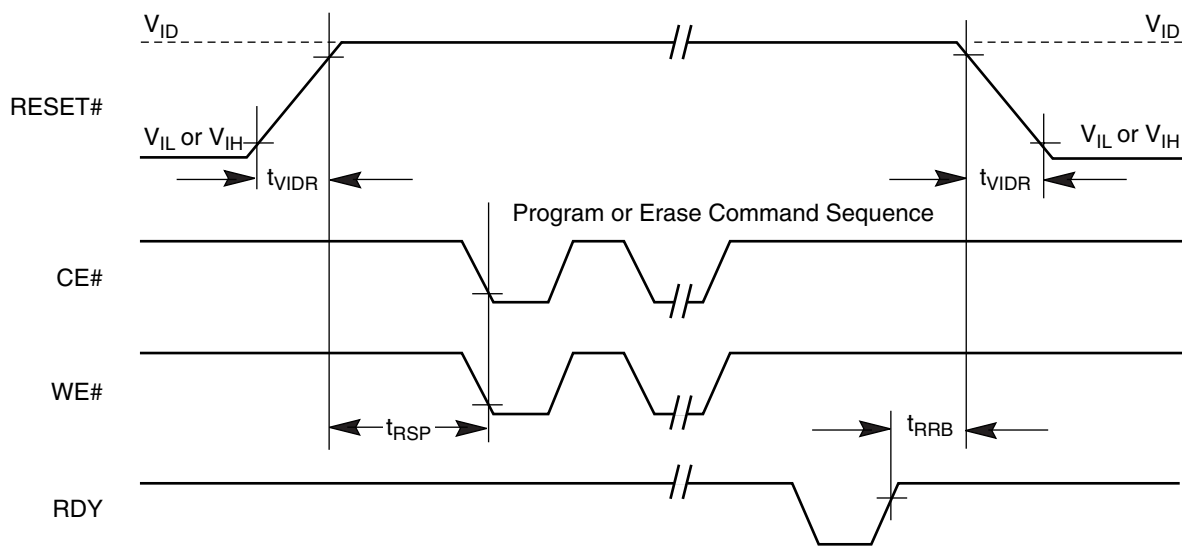 VID VID
RESET#
VIL or VIH VIL or VIH
tVIDR tVIDR
Program or Erase Command Sequence
CE#
WE#
tRSP tRRB
RDY